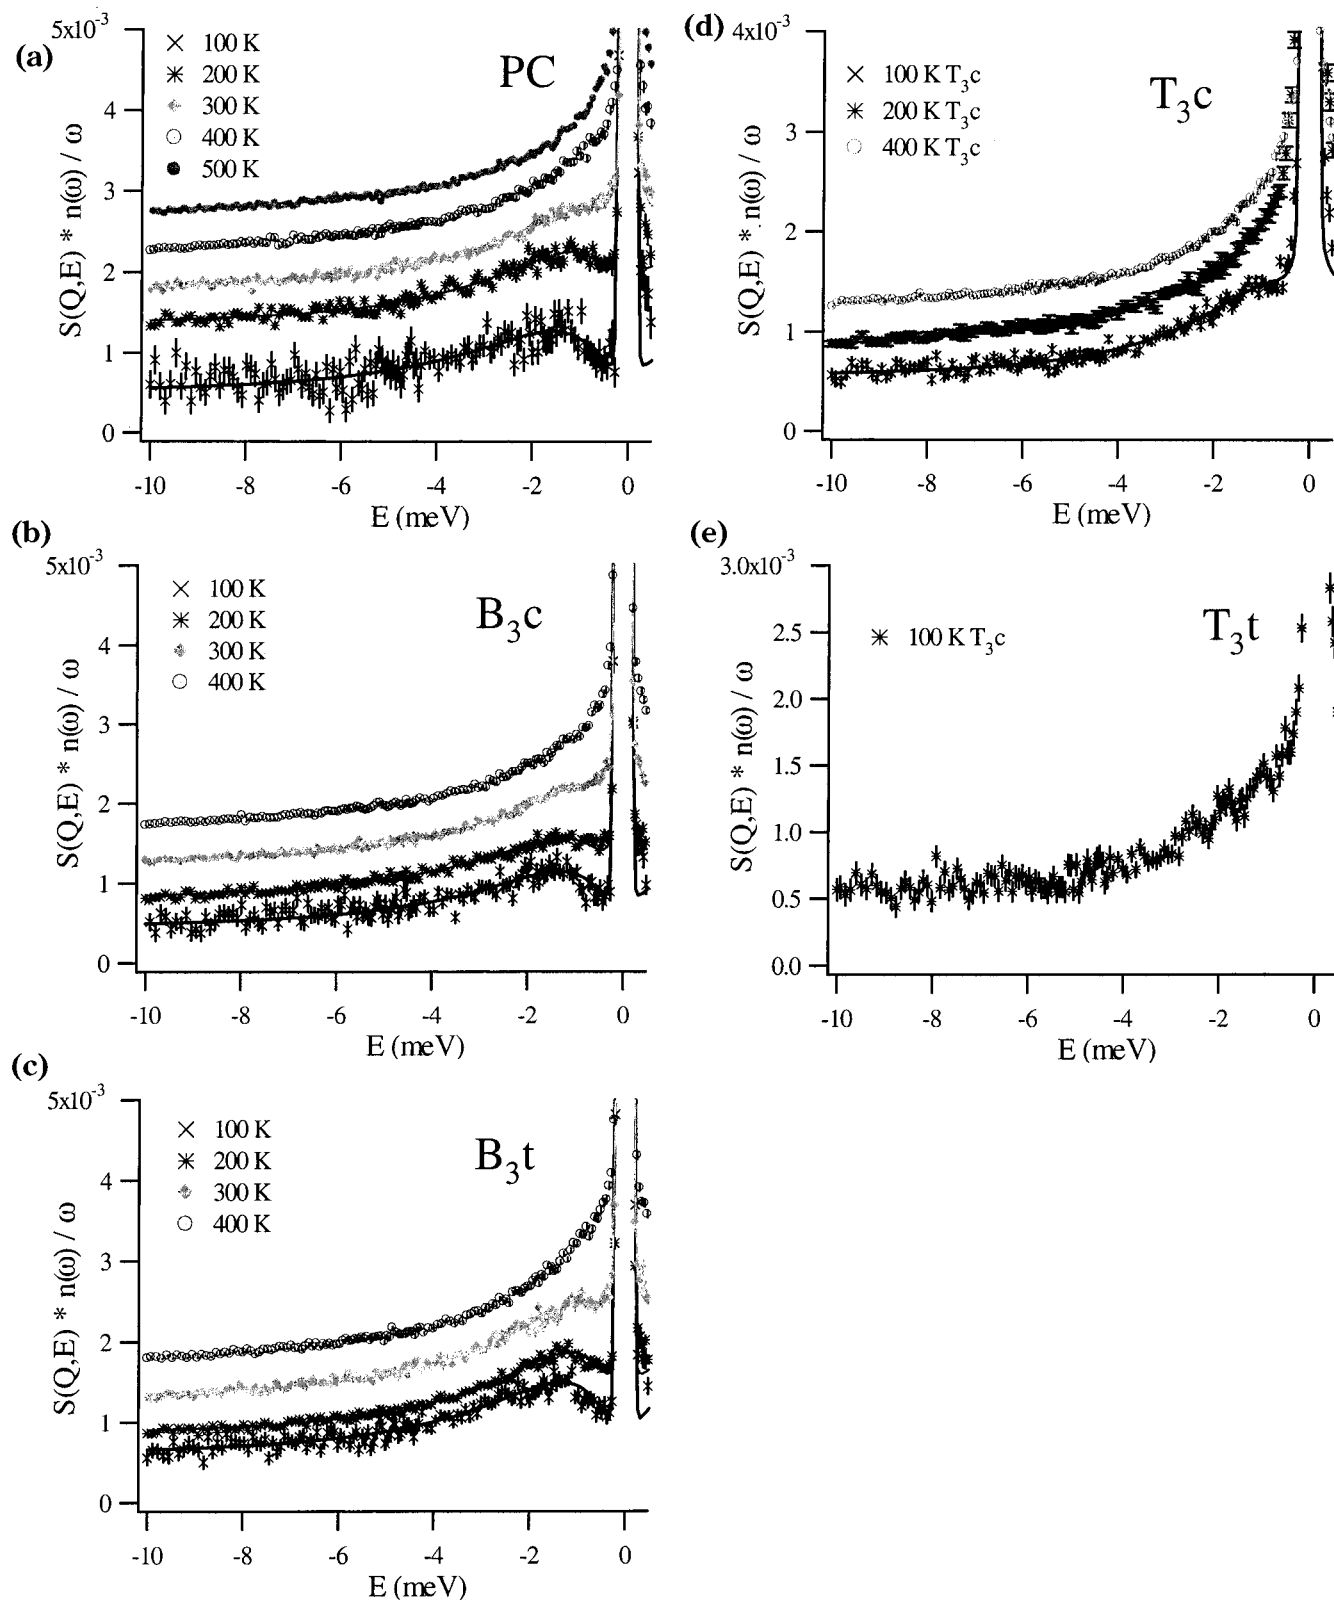 (a)
5x10⁻³
100 K
200 K
300 K
400 K
500 K
PC
S(Q,E) * n(ω) / ω
4
3
2
1
0
-10 -8 -6 -4 -2 0
E (meV)
(b)
5x10⁻³
100 K
200 K
300 K
400 K
B₃c
S(Q,E) * n(ω) / ω
4
3
2
1
0
-10 -8 -6 -4 -2 0
E (meV)
(c)
5x10⁻³
100 K
200 K
300 K
400 K
B₃t
S(Q,E) * n(ω) / ω
4
3
2
1
0
-10 -8 -6 -4 -2 0
E (meV)
(d)
4x10⁻³
100 K T₃c
200 K T₃c
400 K T₃c
T₃c
S(Q,E) * n(ω) / ω
3
2
1
0
-10 -8 -6 -4 -2 0
E (meV)
(e)
3.0x10⁻³
100 K T₃c
T₃t
S(Q,E) * n(ω) / ω
2.5
2.0
1.5
1.0
0.5
0.0
-10 -8 -6 -4 -2 0
E (meV)